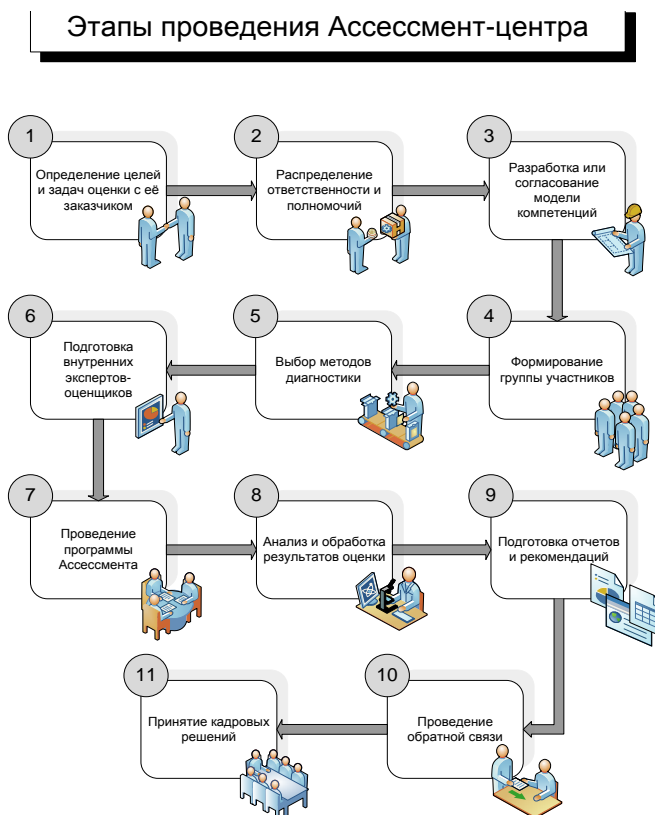 Этапы проведения Ассессмент-центра
1
Определение целей
и задач оценки с её
заказчиком
2
Распределение
ответственности и
полномочий
3
Разработка или
согласование
модели
компетенций
4
Формирование
группы участников
5
Выбор методов
диагностики
6
Подготовка
внутренних
экспертов-
оценщиков
7
Проведение
программы
Ассессмента
8
Анализ и обработка
результатов оценки
9
Подготовка отчетов
и рекомендаций
10
Проведение
обратной связи
11
Принятие кадровых
решений